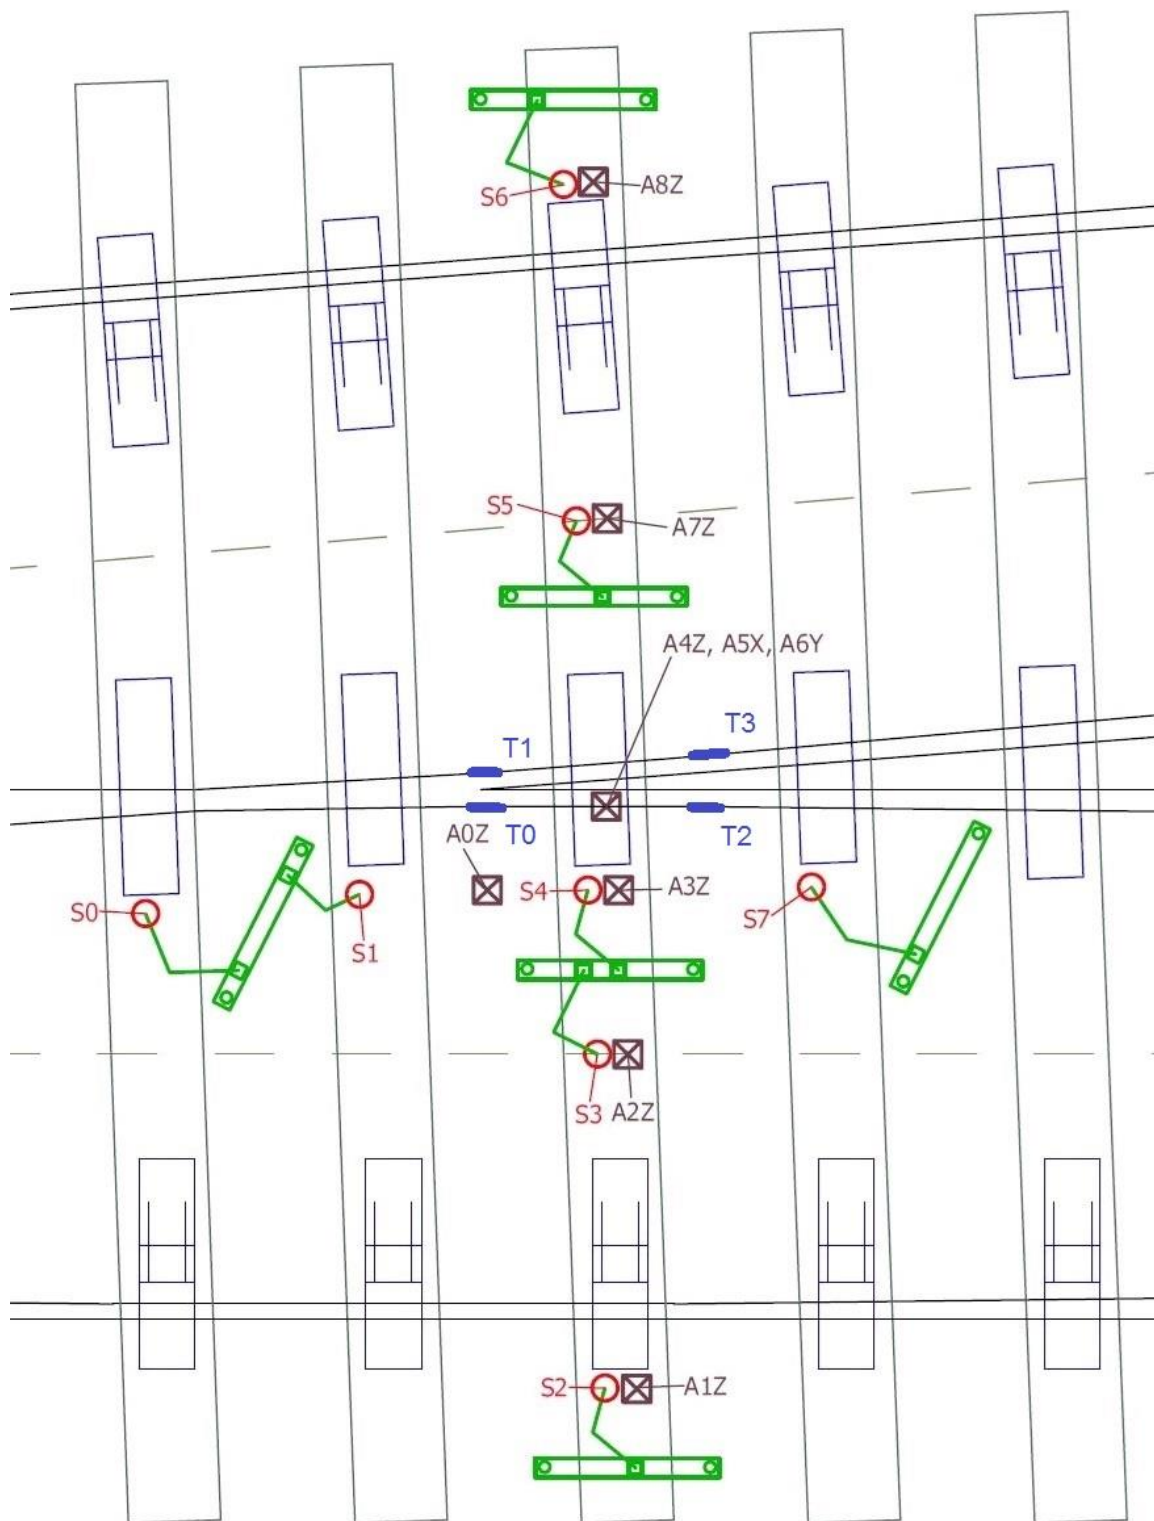 S6
A8Z
S5
A7Z
A4Z, A5X, A6Y
T1
T3
A0Z
T0
T2
S0
S1
S4
A3Z
S7
S3
A2Z
S2
A1Z